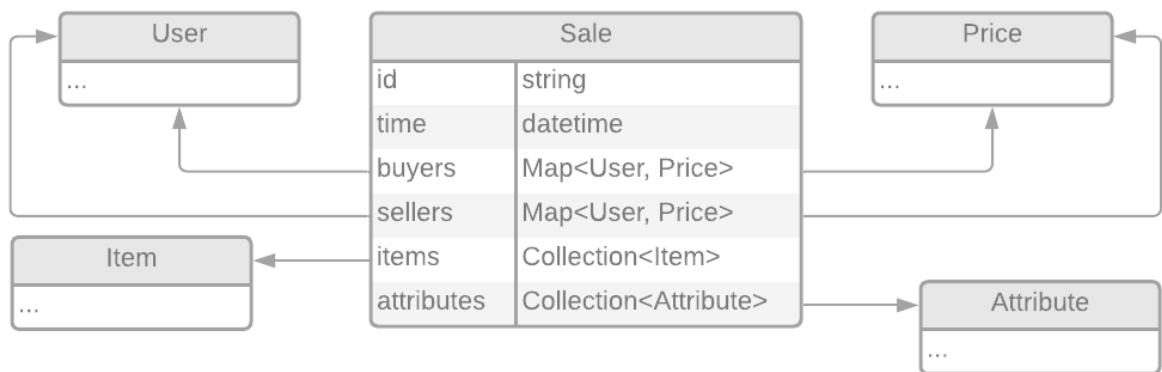 User
...
Sale
id string
time datetime
buyers Map<User, Price>
sellers Map<User, Price>
items Collection<Item>
attributes Collection<Attribute>
Price
...
Item
...
Attribute
...